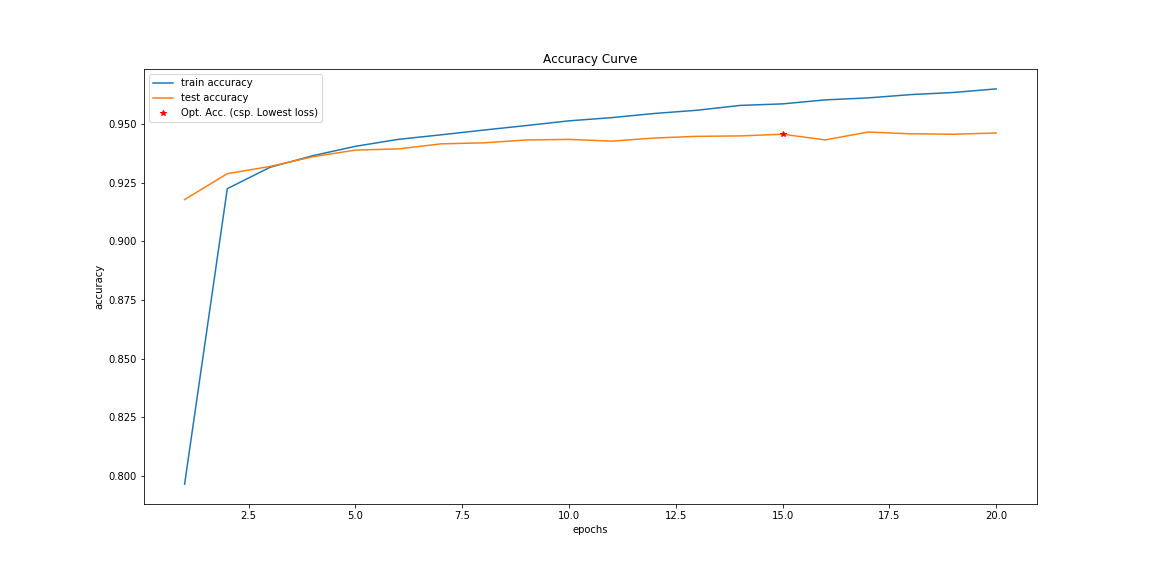 Accuracy Curve
train accuracy
test accuracy
Opt. Acc. (csp. Lowest loss)
0.950
0.925
0.900
0.875
0.850
0.825
0.800
accuracy
2.5 5.0 7.5 10.0 12.5 15.0 17.5 20.0
epochs